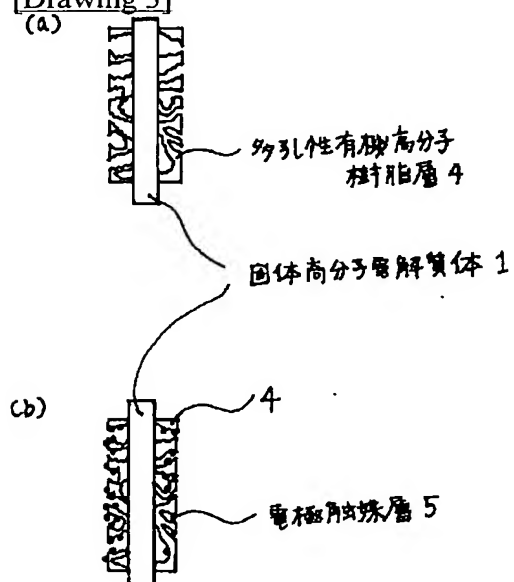 [Drawing 3]
(a)
多孔性有機高分子
樹脂層 4
固体高分子電解質体 1
(b)
4
電極触媒層 5